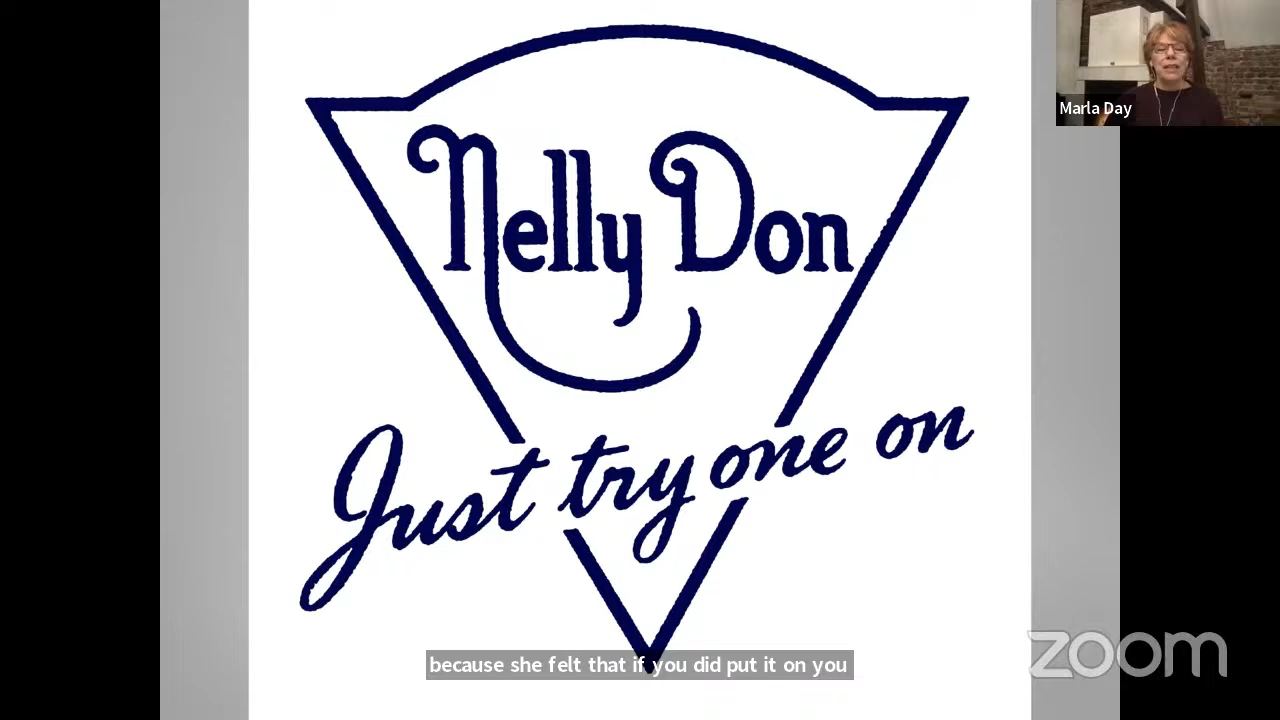 Marla Day
Nelly Don
Just try one on
because she felt that if you did put it on you
zoom